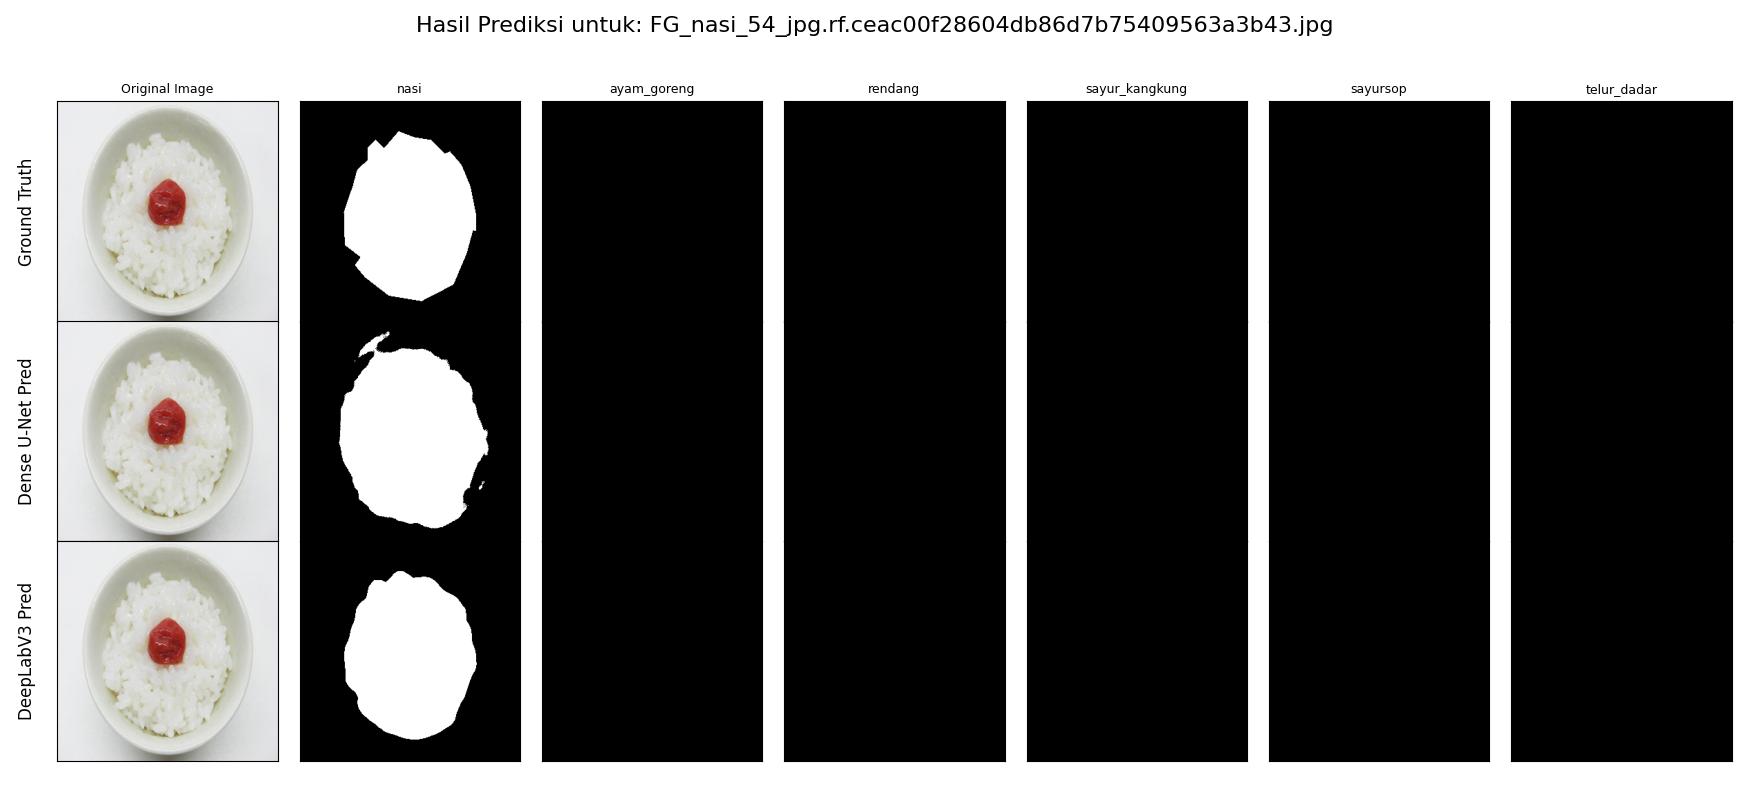 Hasil Prediksi untuk: FG_nasi_54_jpg.rf.ceac00f28604db86d7b75409563a3b43.jpg
Original Image
nasi
ayam_goreng
rendang
sayur_kangkung
sayursop
telur_dadar
Ground Truth
Dense U-Net Pred
DeepLabV3 Pred